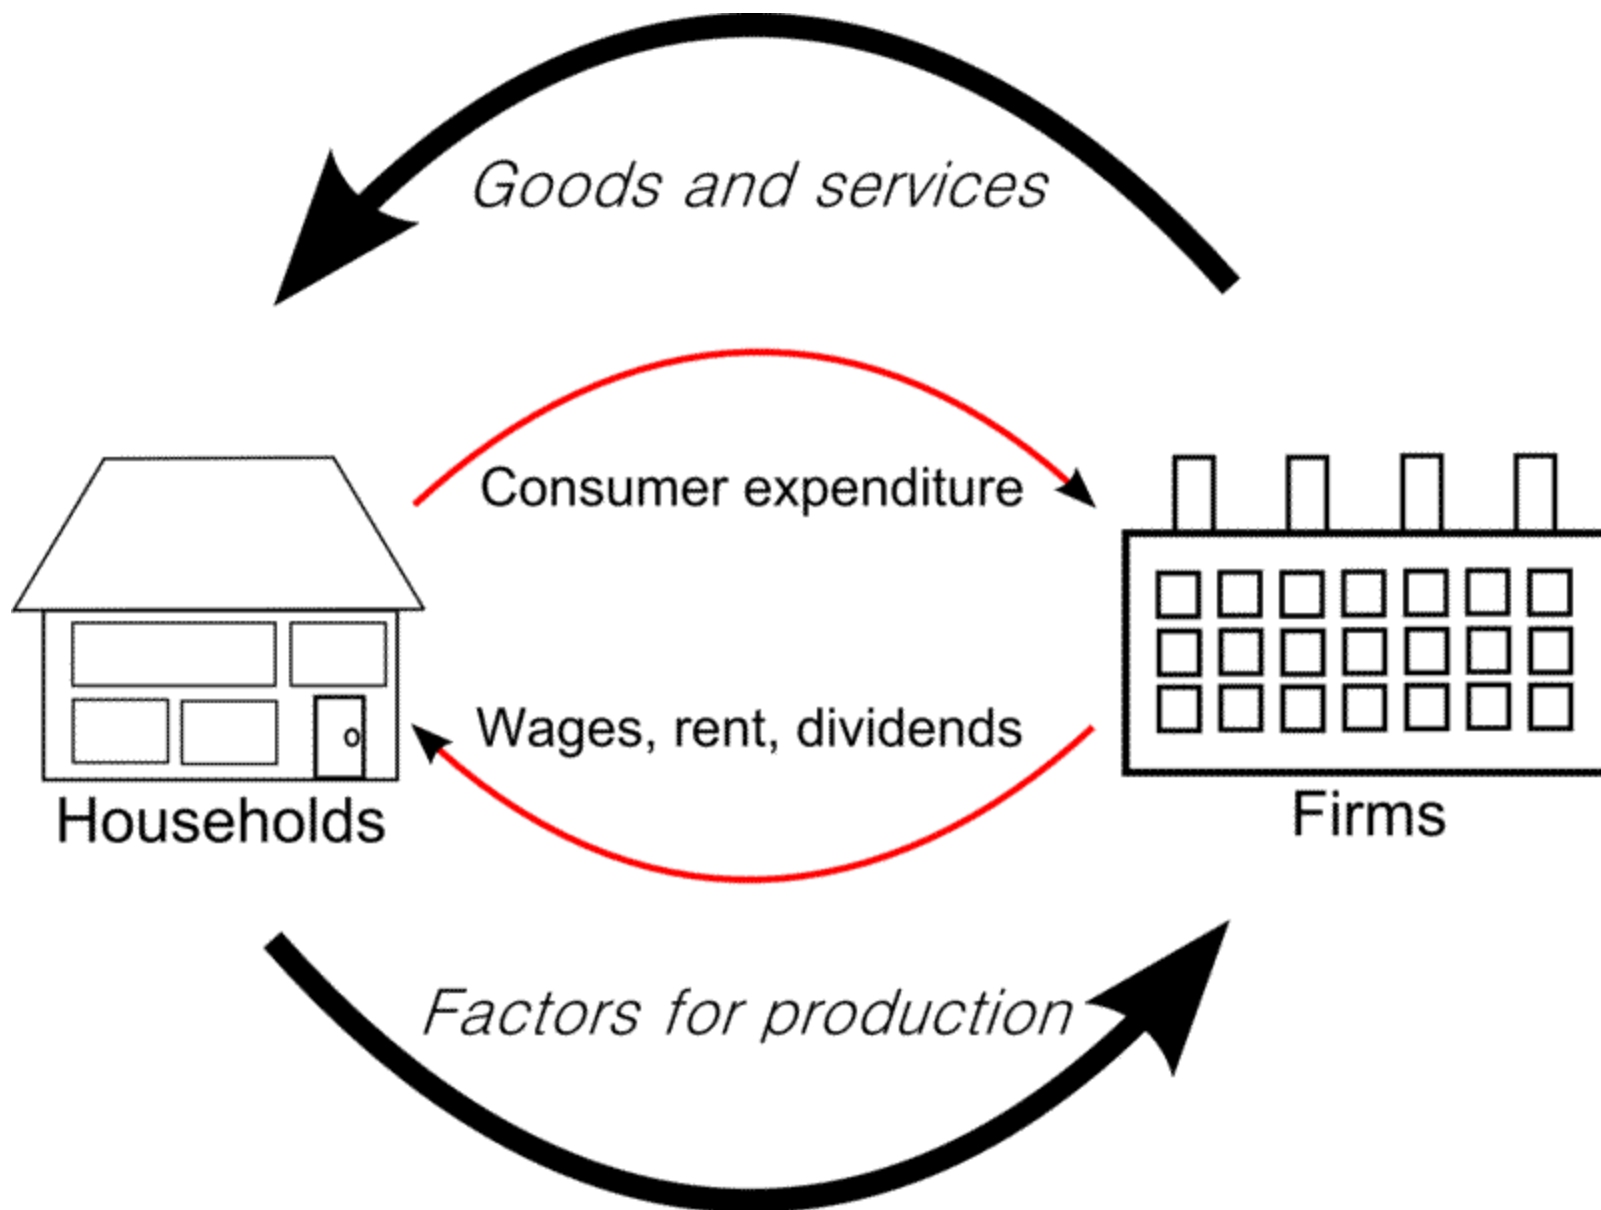 Goods and services
Consumer expenditure
Wages, rent, dividends
Households
Firms
Factors for production